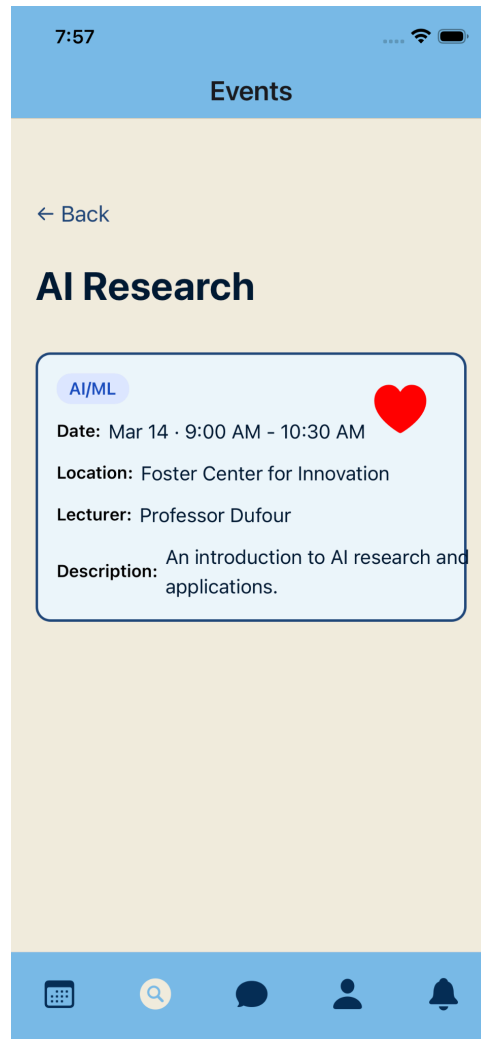 7:57
Events
← Back
AI Research
AI/ML
Date: Mar 14 · 9:00 AM - 10:30 AM
Location: Foster Center for Innovation
Lecturer: Professor Dufour
Description: An introduction to AI research and
applications.